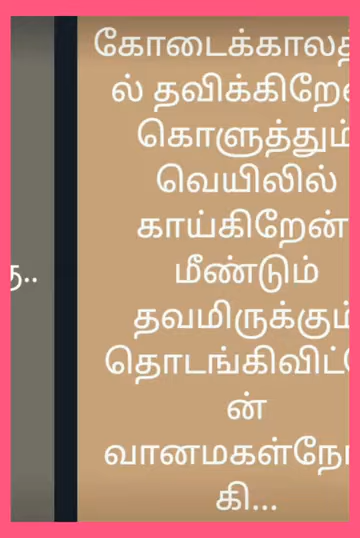 கோடைக்காலத்
ல் தவிக்கிறே
கொளுத்தும்
வெயிலில்
காய்கிறேன்
மீண்டும்
தவமிருக்கும்
தொடங்கிவிட்
ன்
வானமகள்நே
கி...